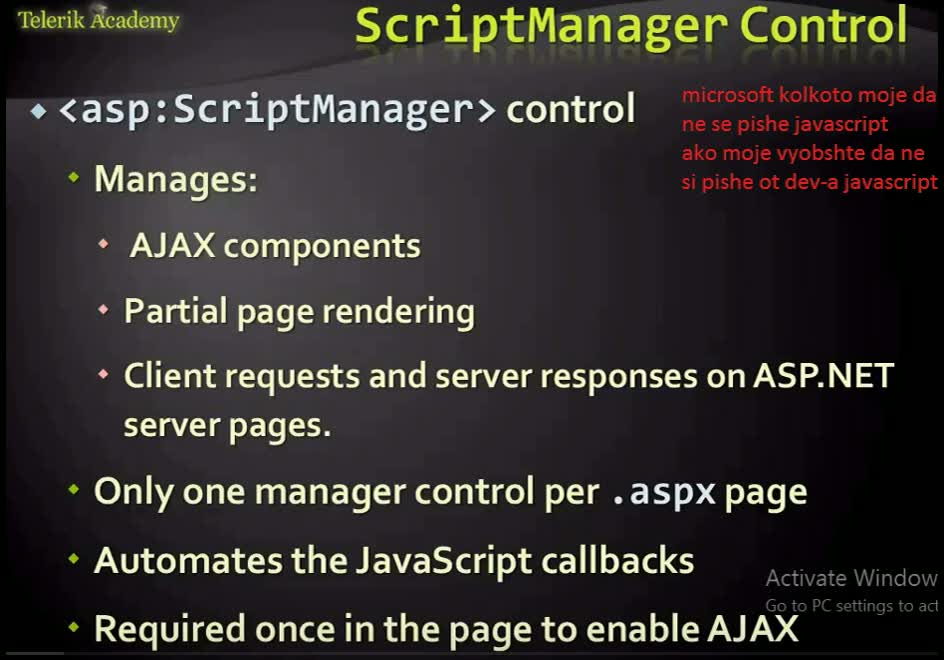 Telerik Academy
ScriptManager Control
<asp:ScriptManager> control
microsoft kolkoto moje da
ne se pishe javascript
ako moje vyobshte da ne
si pishe ot dev-a javascript
Manages:
AJAX components
Partial page rendering
Client requests and server responses on ASP.NET
server pages.
Only one manager control per .aspx page
Automates the JavaScript callbacks
Activate Window
Go to PC settings to act
Required once in the page to enable AJAX